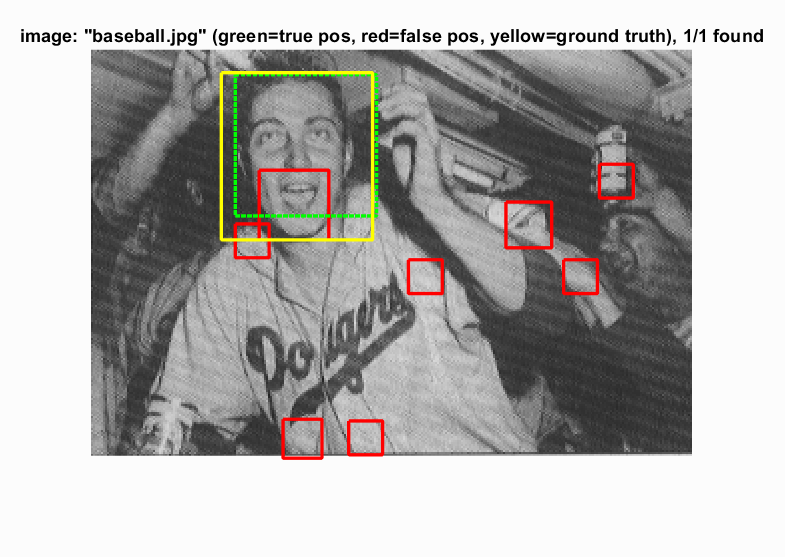 image: "baseball.jpg" (green=true pos, red=false pos, yellow=ground truth), 1/1 found
Dodgers